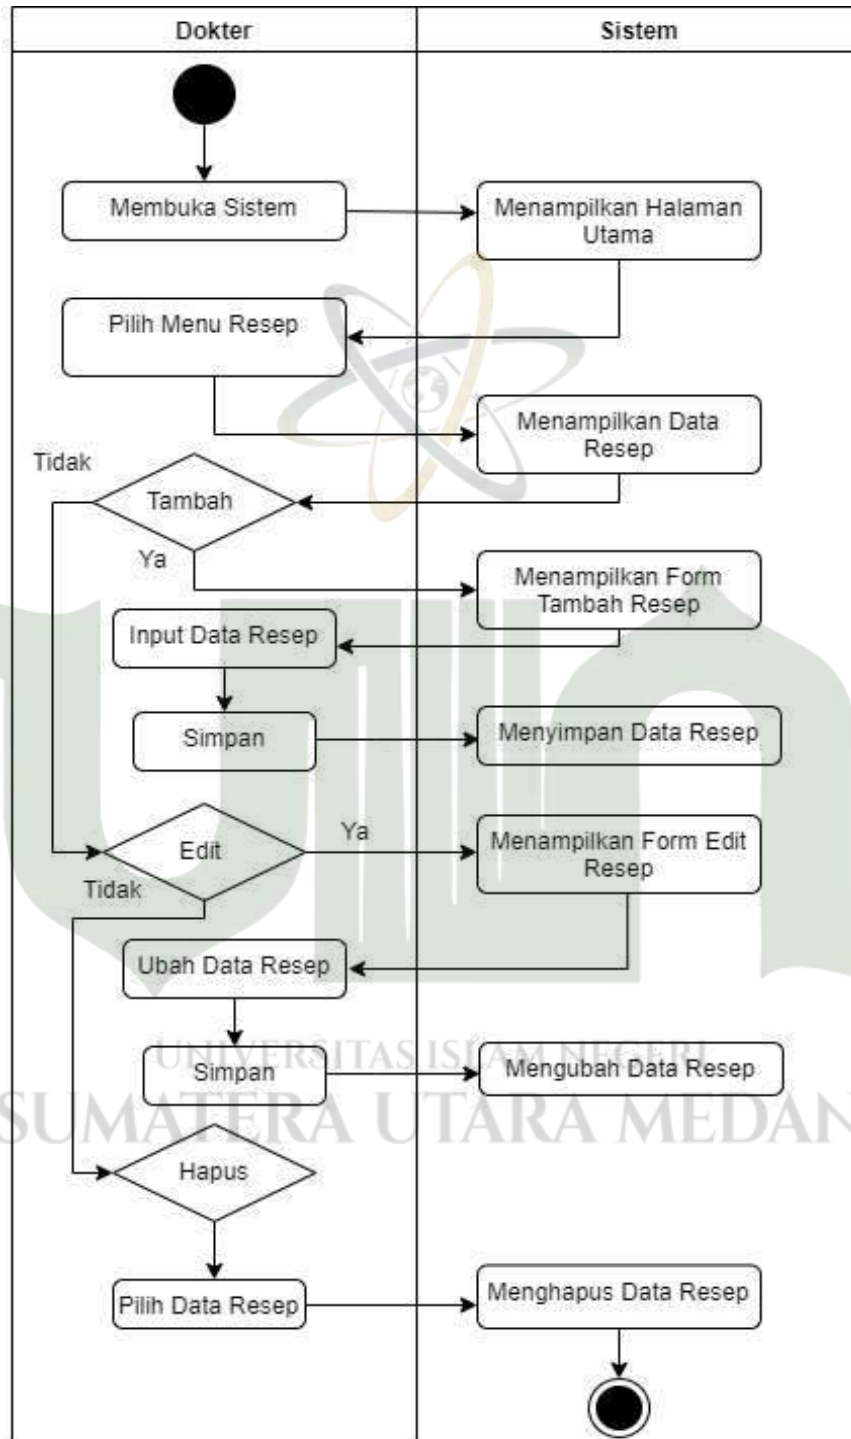 Dokter
Sistem
Membuka Sistem
Menampilkan Halaman
Utama
Pilih Menu Resep
Menampilkan Data
Resep
Tidak
Tambah
Ya
Menampilkan Form
Tambah Resep
Input Data Resep
Simpan
Menyimpan Data Resep
Edit
Ya
Menampilkan Form Edit
Resep
Tidak
Ubah Data Resep
UNIVERSITAS ISLAM NEGERI
Simpan
Mengubah Data Resep
SUMATERA UTARA MEDAN
Hapus
Pilih Data Resep
Menghapus Data Resep